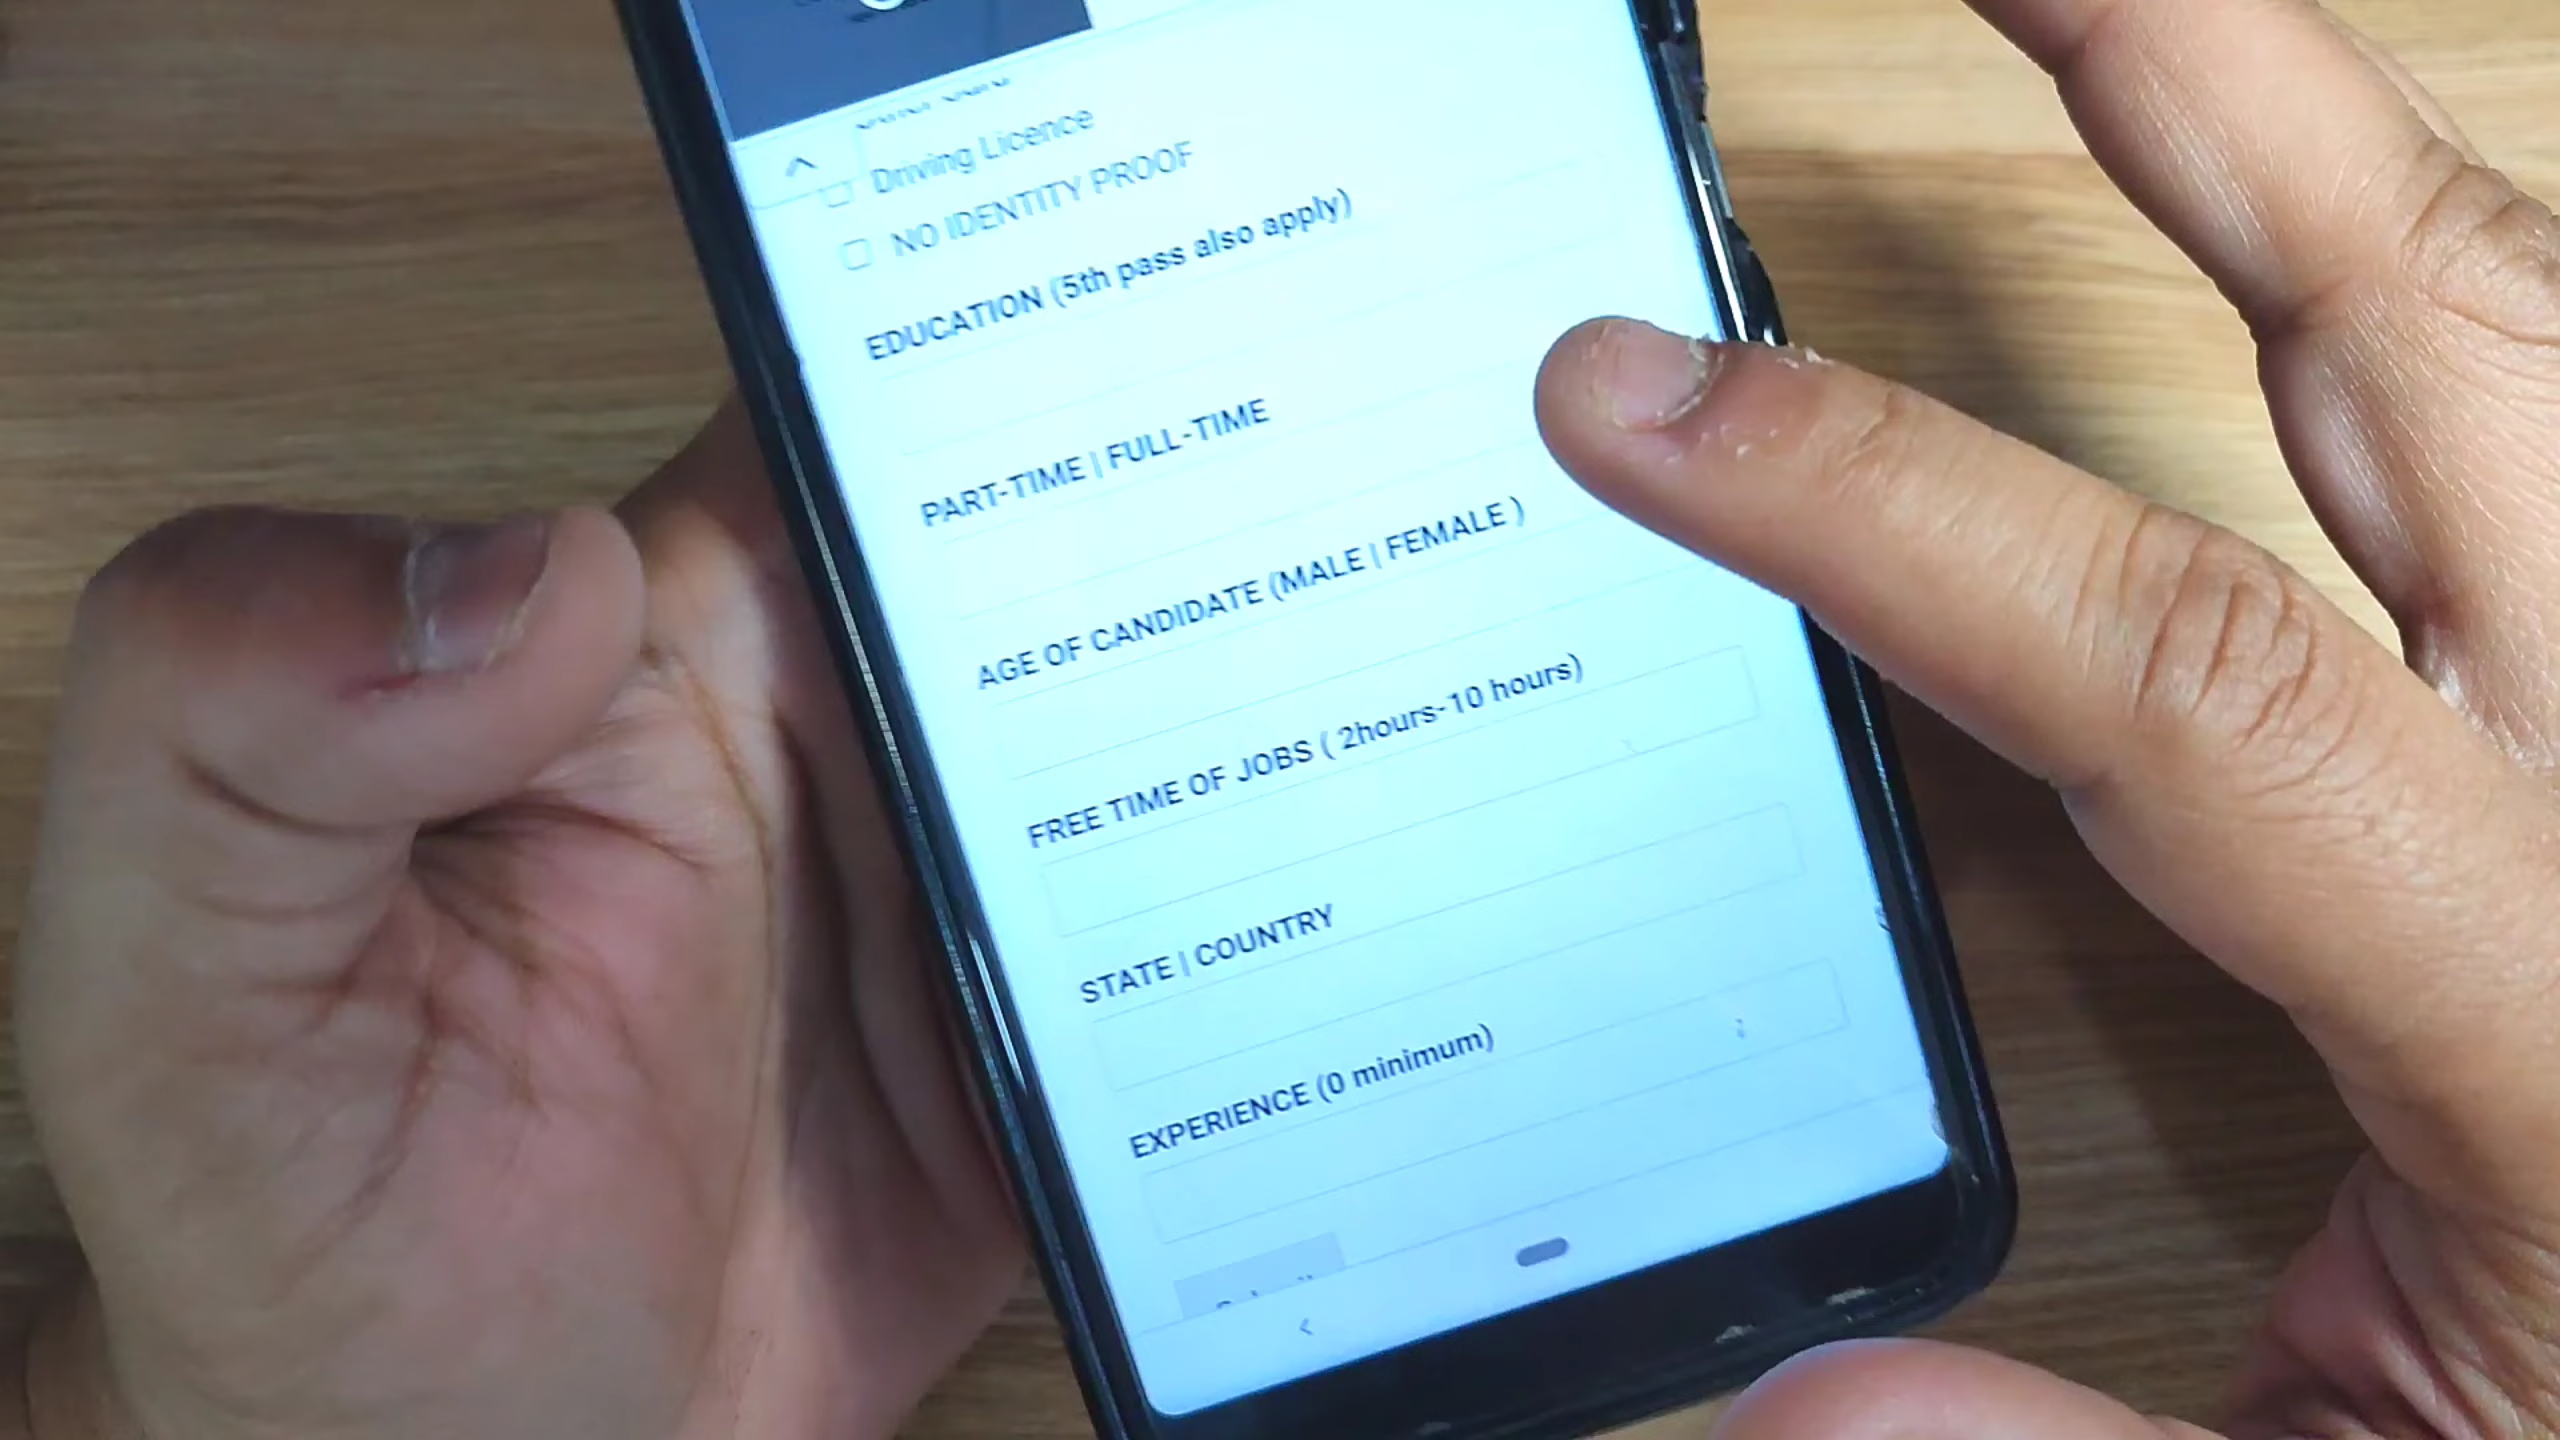 Driving Licence
NO IDENTITY PROOF
EDUCATION (5th pass also apply)
PART-TIME | FULL-TIME
AGE OF CANDIDATE (MALE | FEMALE )
FREE TIME OF JOBS ( 2hours-10 hours)
STATE | COUNTRY
EXPERIENCE (0 minimum)